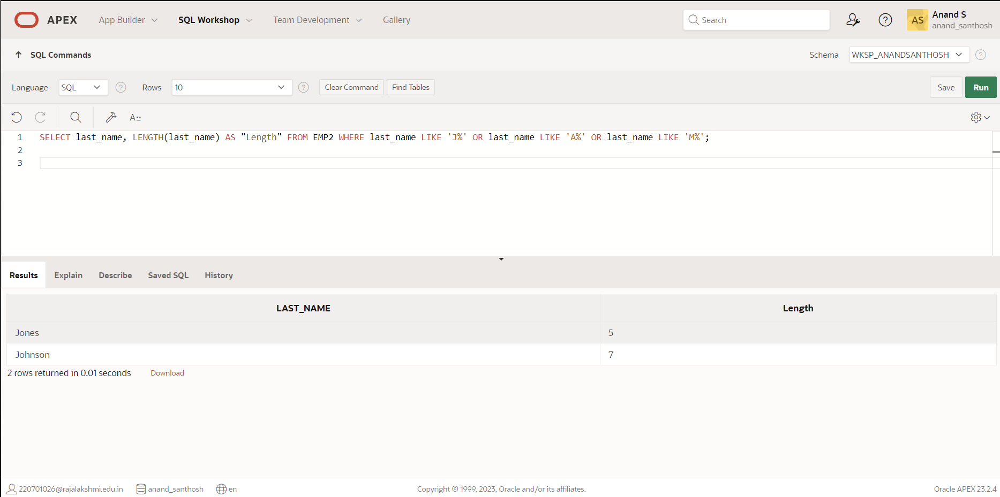 APEX App Builder SQL Workshop Team Development Gallery Search ? AS Anand S
anand_santhosh
SQL Commands Schema WKSP_ANANDSANTHOSH ?
Language SQL ? Rows 10 ? Clear Command Find Tables Save Run
A::
1 SELECT last_name, LENGTH(last_name) AS "Length" FROM EMP2 WHERE last_name LIKE 'J%' OR last_name LIKE 'A%' OR last_name LIKE 'M%';
2
3
Results Explain Describe Saved SQL History
LAST_NAME Length
Jones 5
Johnson 7
2 rows returned in 0.01 seconds Download
220701026@rajalakshmi.edu.in anand_santhosh en Copyright © 1999, 2023, Oracle and/or its affiliates. Oracle APEX 23.2.4